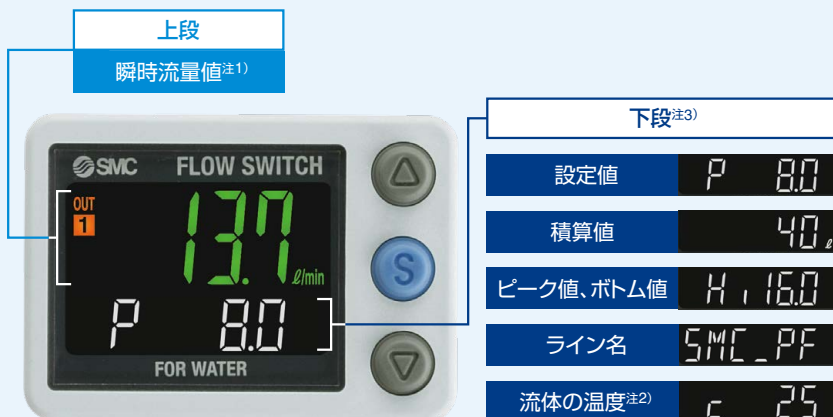 上段
瞬時流量値注1)
下段注3)
SMC FLOW SWITCH
OUT
1
13.7
ℓ/min
P 8.0
FOR WATER
S
設定値 P 8.0
積算値 40 ℓ
ピーク値、ボトム値 Hi 16.0
ライン名 SMC_PF
流体の温度注2) 25